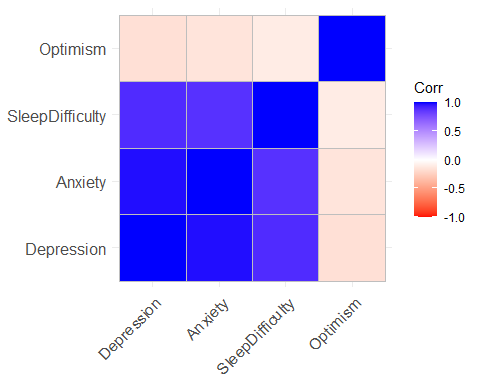 Optimism
SleepDifficulty
Anxiety
Depression
Depression
Anxiety
SleepDifficulty
Optimism
Corr
1.0
0.5
0.0
-0.5
-1.0